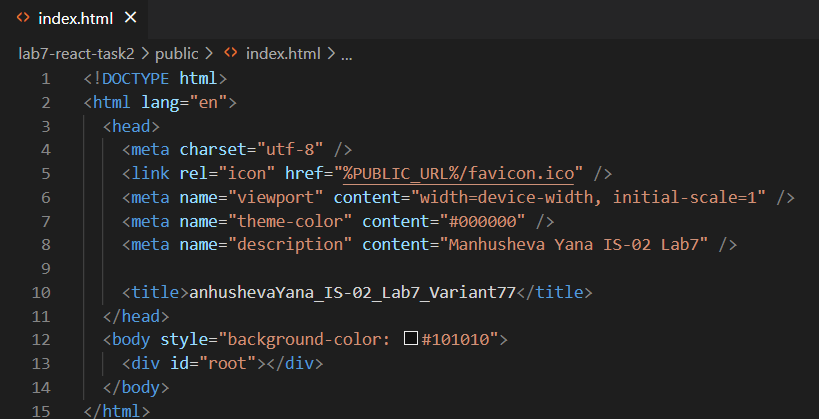 index.html
lab7-react-task2 > public > index.html > ...
1 <!DOCTYPE html>
2 <html lang="en">
3 <head>
4 <meta charset="utf-8" />
5 <link rel="icon" href="%PUBLIC_URL%/favicon.ico" />
6 <meta name="viewport" content="width=device-width, initial-scale=1" />
7 <meta name="theme-color" content="#000000" />
8 <meta name="description" content="Manhusheva Yana IS-02 Lab7" />
9
10 <title>anhushevaYana_IS-02_Lab7_Variant77</title>
11 </head>
12 <body style="background-color: #101010">
13 <div id="root"></div>
14 </body>
15 </html>